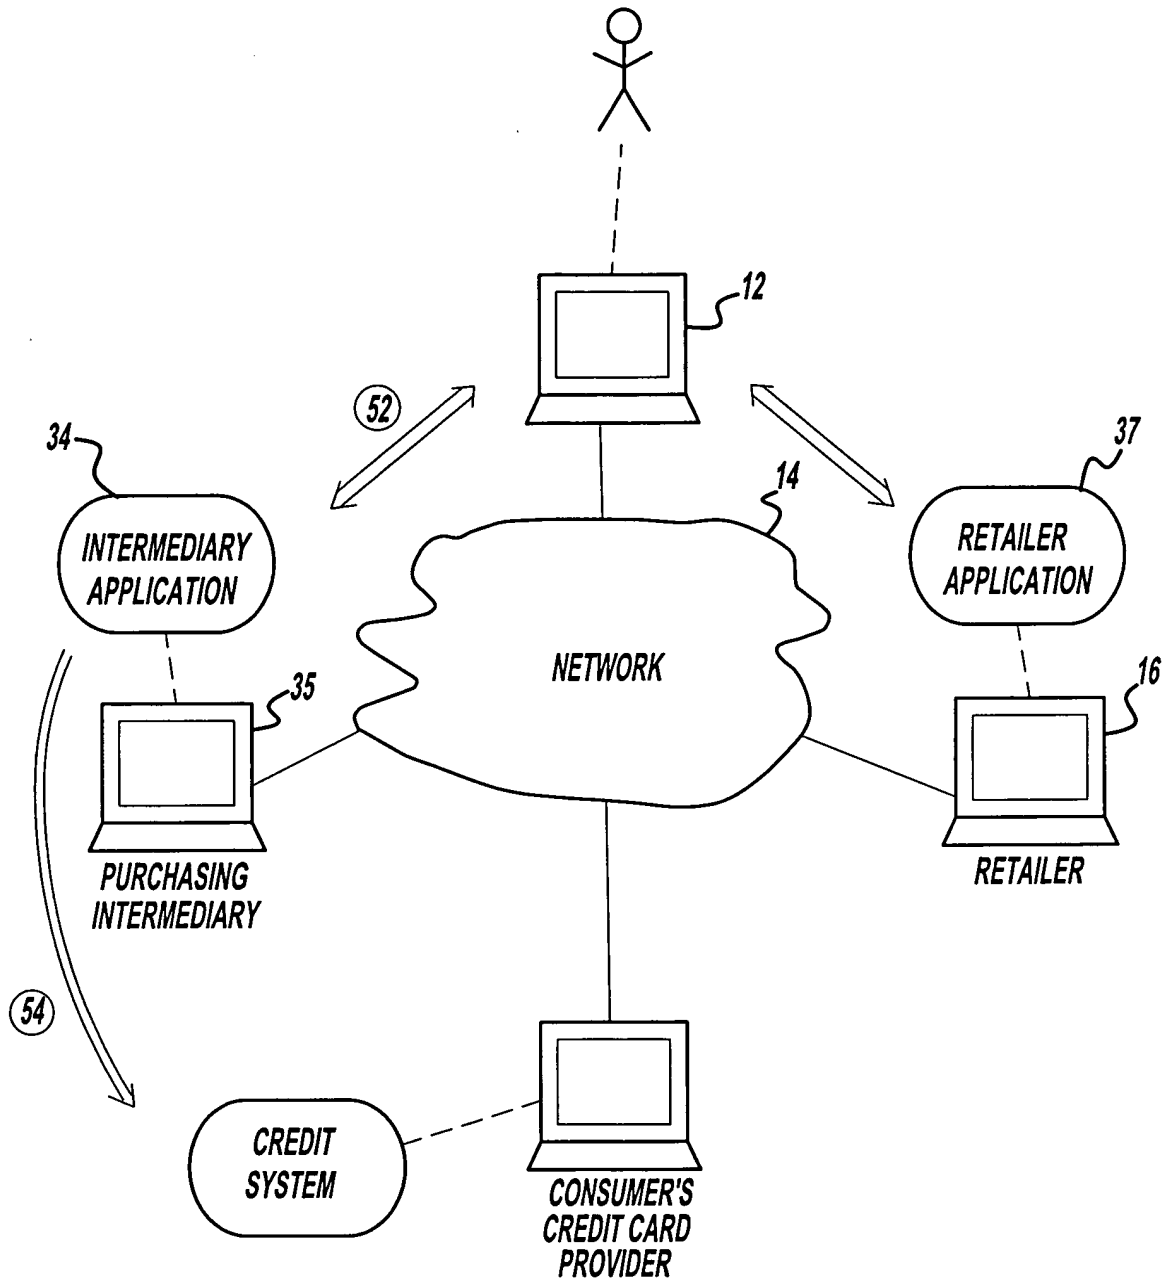 12
52
34
37
14
INTERMEDIARY
APPLICATION
RETAILER
APPLICATION
NETWORK
35
16
PURCHASING
INTERMEDIARY
RETAILER
54
CREDIT
SYSTEM
CONSUMER'S
CREDIT CARD
PROVIDER